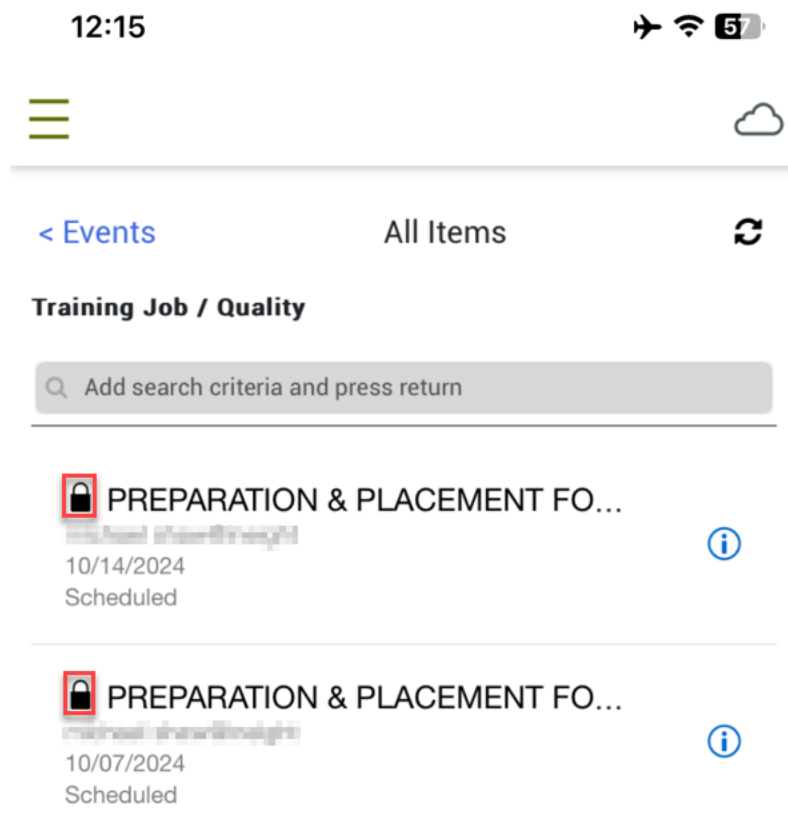 12:15
57
< Events
All Items
Training Job / Quality
Add search criteria and press return
PREPARATION & PLACEMENT FO...
10/14/2024
Scheduled
PREPARATION & PLACEMENT FO...
10/07/2024
Scheduled